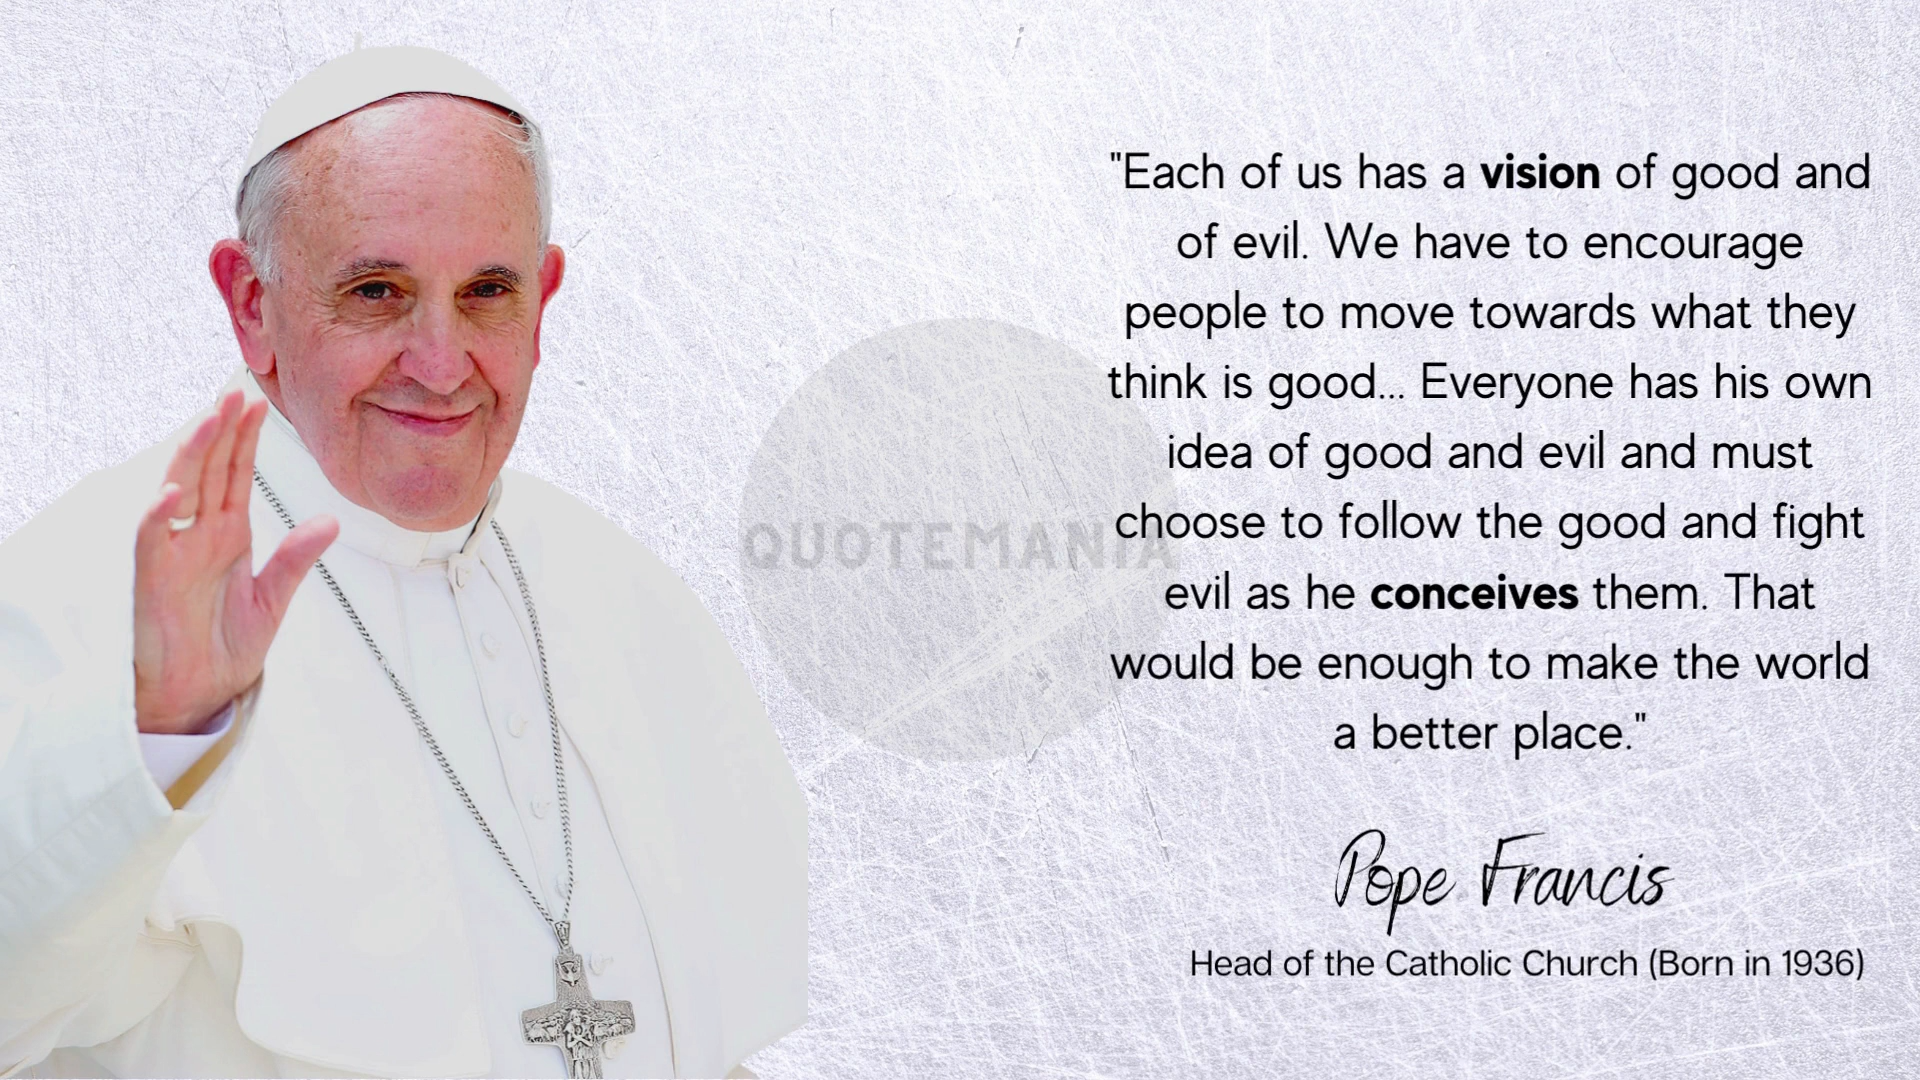 "Each of us has a vision of good and
of evil. We have to encourage
people to move towards what they
think is good... Everyone has his own
idea of good and evil and must
choose to follow the good and fight
evil as he conceives them. That
would be enough to make the world
a better place."
QUOTEMANIA
Pope Francis
Head of the Catholic Church (Born in 1936)